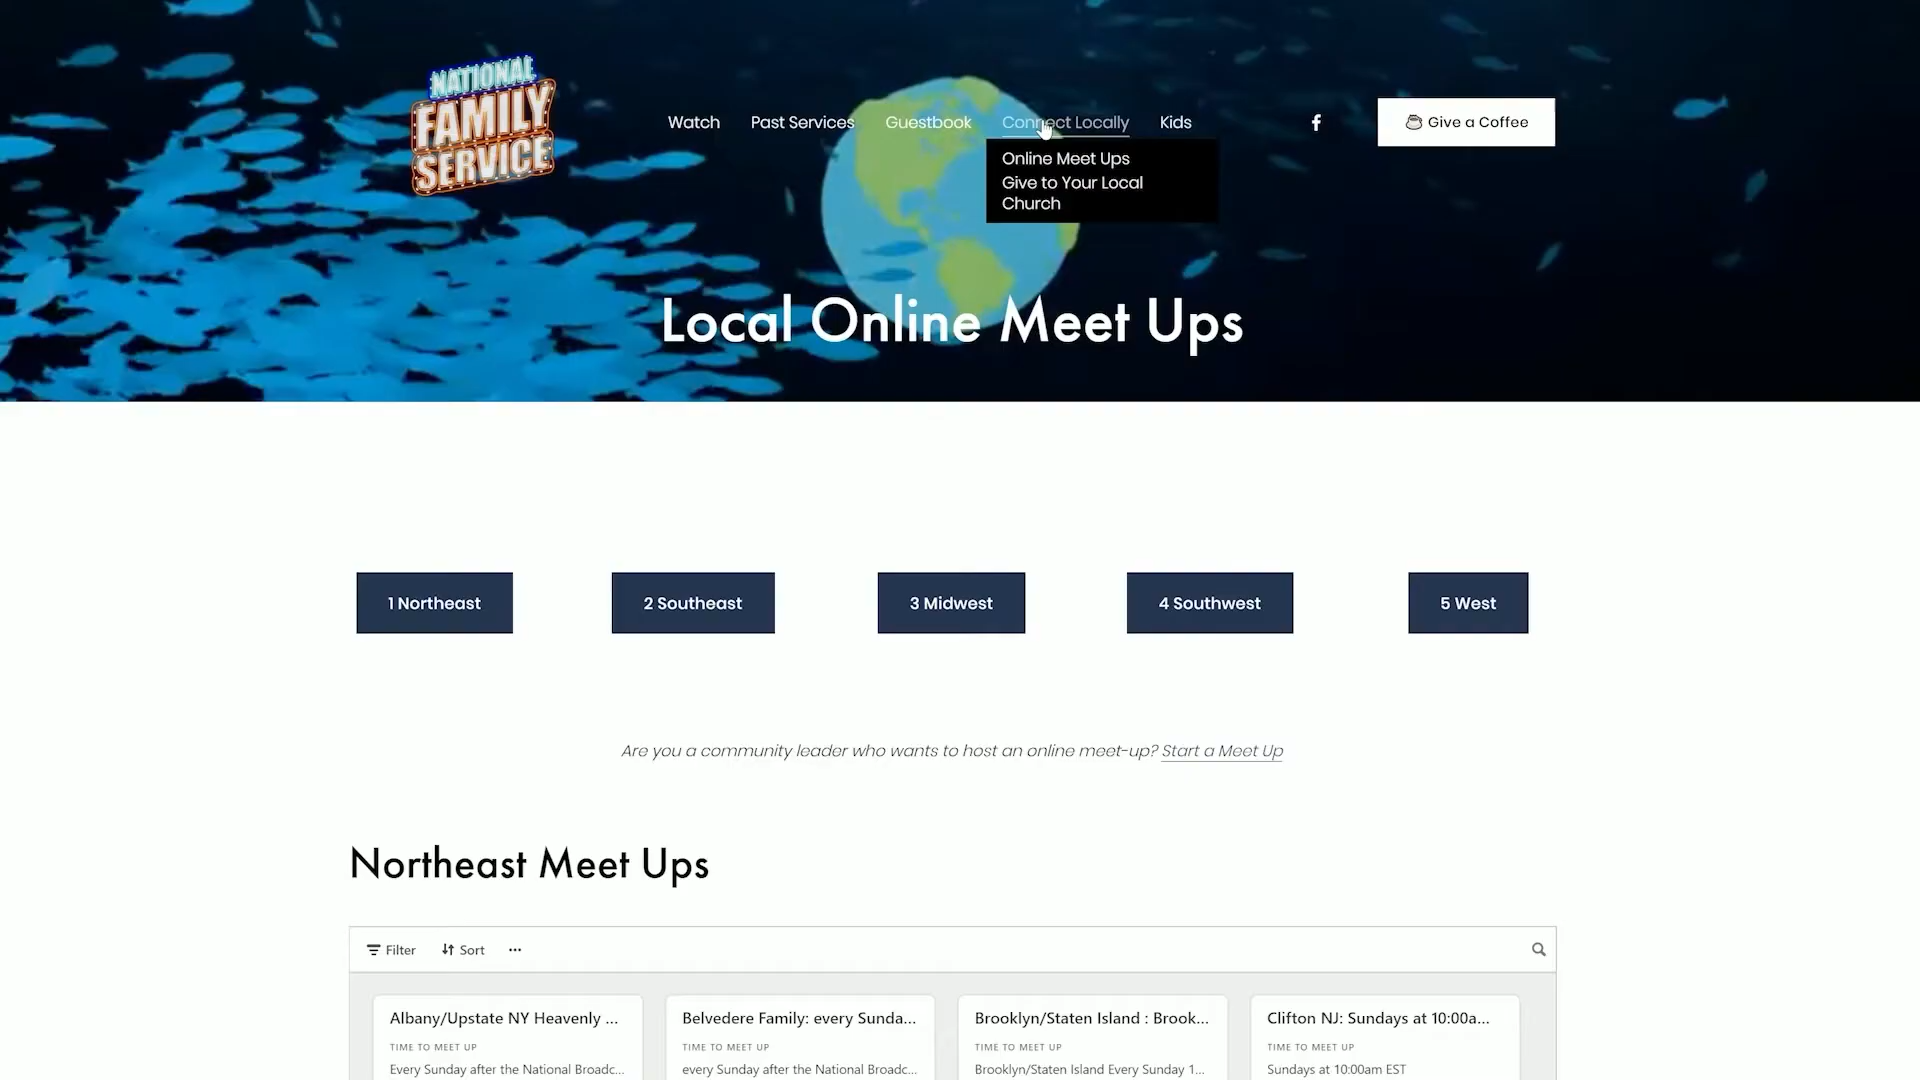 NATIONAL
FAMILY
SERVICE
Watch Past Services Guestbook Connect Locally Kids
Give a Coffee
Online Meet Ups
Give to Your Local
Church
Local Online Meet Ups
1 Northeast 2 Southeast 3 Midwest 4 Southwest 5 West
Are you a community leader who wants to host an online meet-up? Start a Meet Up
Northeast Meet Ups
Filter Sort ...
Albany/Upstate NY Heavenly ... Belvedere Family: every Sunda... Brooklyn/Staten Island : Brook... Clifton NJ: Sundays at 10:00a...
TIME TO MEET UP TIME TO MEET UP TIME TO MEET UP TIME TO MEET UP
Every Sunday after the National Broadc... every Sunday after the National Broadc... Brooklyn/Staten Island Every Sunday 1... Sundays at 10:00am EST